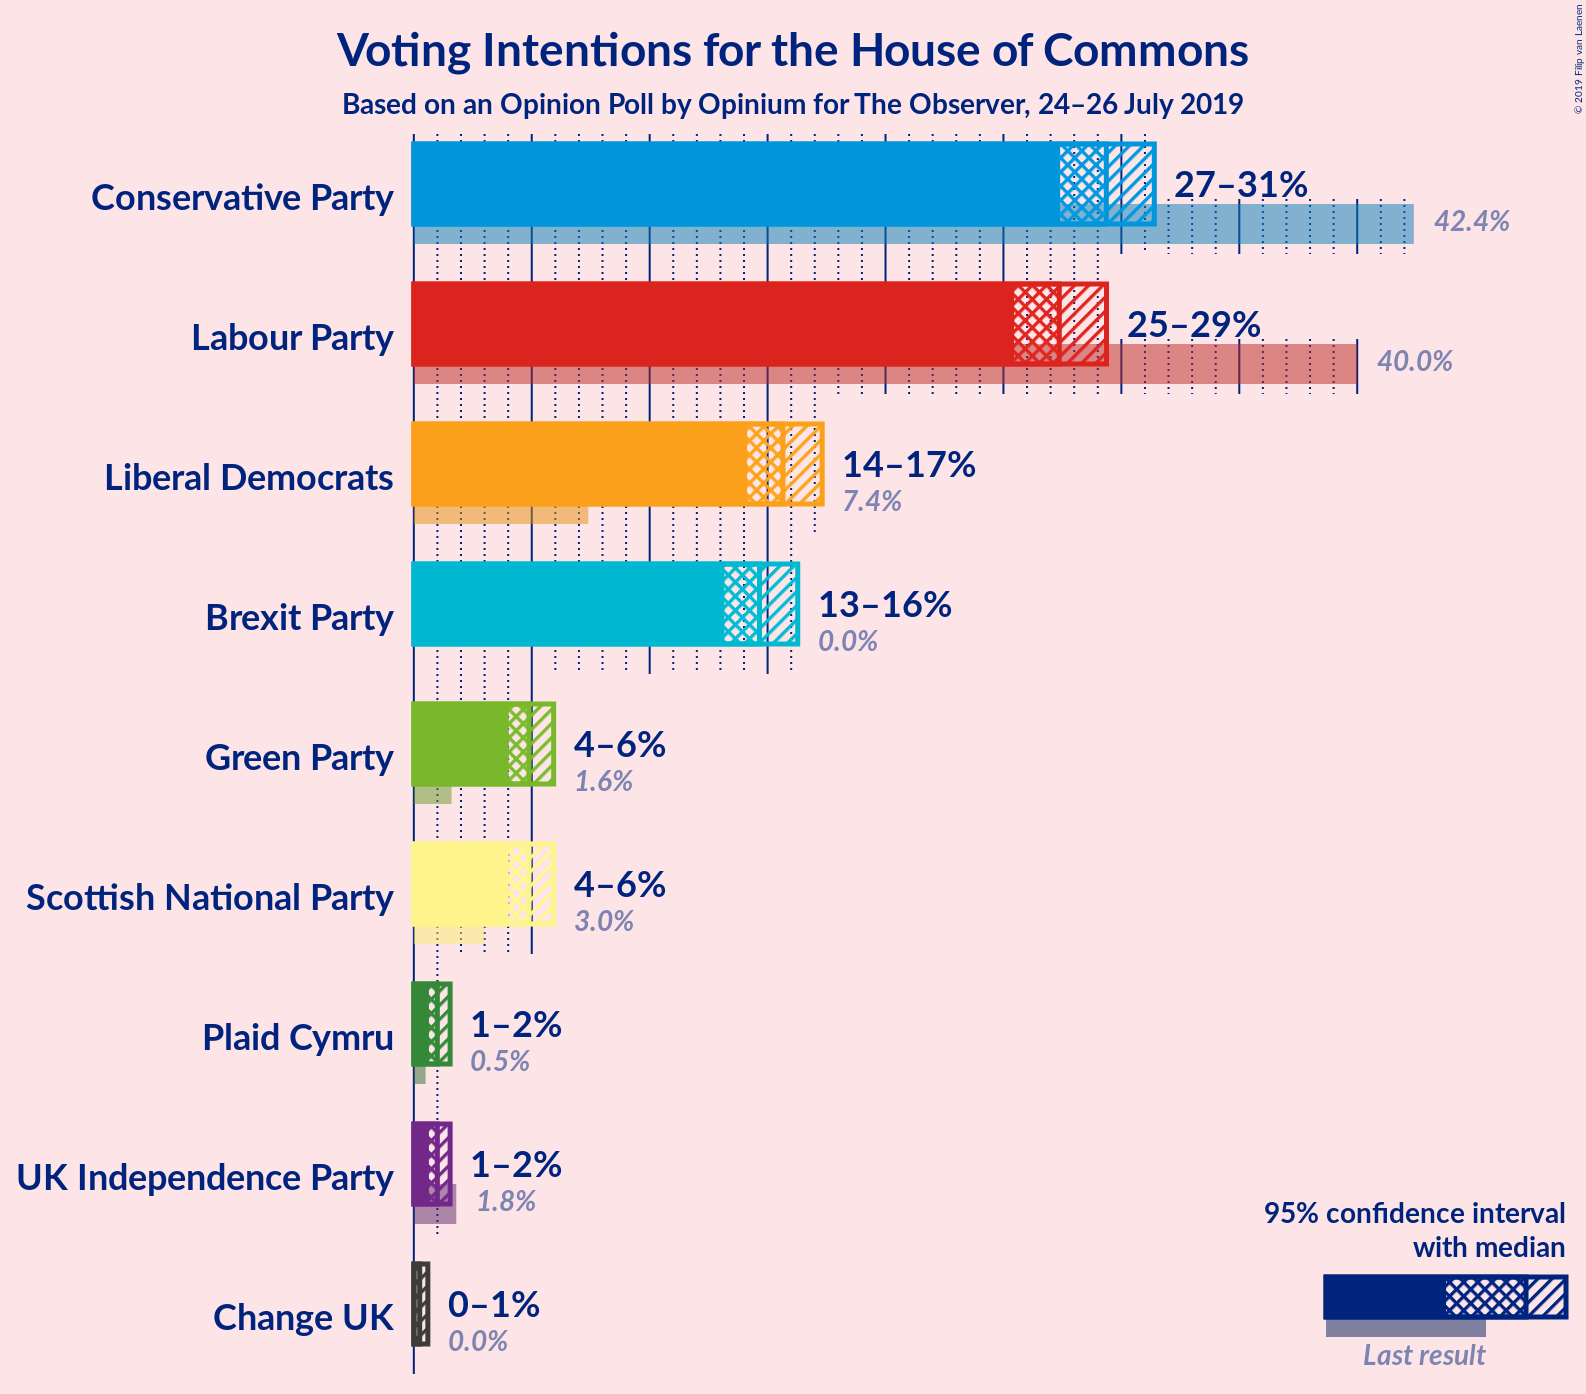 Voting Intentions for the House of Commons
Based on an Opinion Poll by Opinium for The Observer, 24–26 July 2019
© 2019 Filip van Laenen
Conservative Party
27–31%
42.4%
Labour Party
25–29%
40.0%
Liberal Democrats
14–17%
7.4%
Brexit Party
13–16%
0.0%
Green Party
4–6%
1.6%
Scottish National Party
4–6%
3.0%
Plaid Cymru
1–2%
0.5%
UK Independence Party
1–2%
1.8%
Change UK
0–1%
0.0%
95% confidence interval
with median
Last result